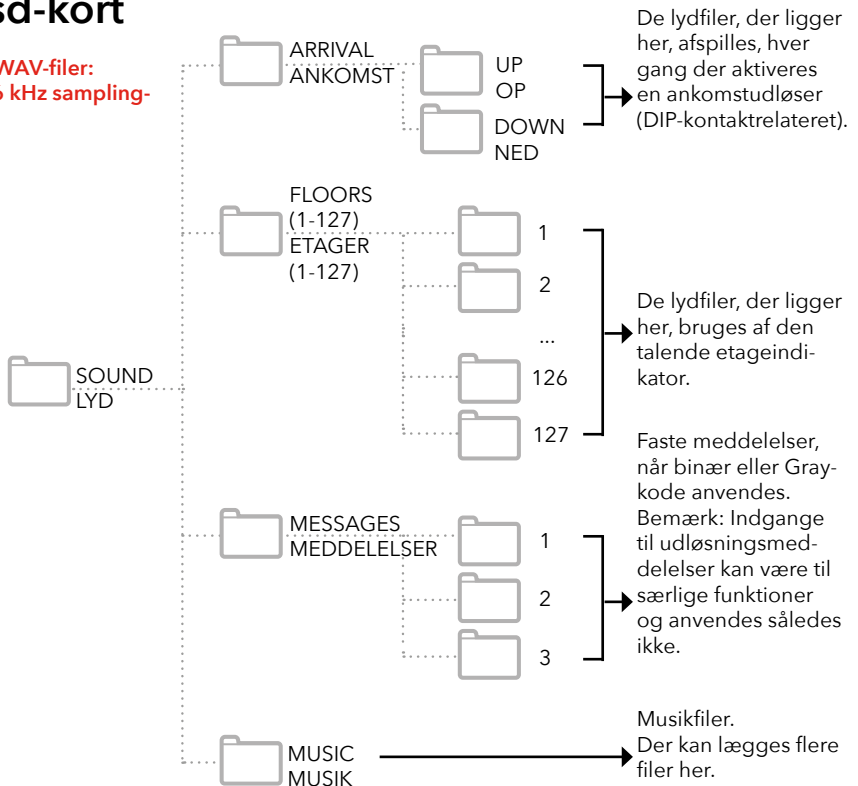 sd-kort
WAV-filer:
kHz sampling-
SOUND
LYD
ARRIVAL
ANKOMST
UP
OP
DOWN
NED
De lydfiler, der ligger
her, afspilles, hver
gang der aktiveres
en ankomstudløser
(DIP-kontaktrelateret).
FLOORS
(1-127)
ETAGER
(1-127)
1
2
...
126
127
De lydfiler, der ligger
her, bruges af den
talende etageindi-
kator.
MESSAGES
MEDDELELSER
1
2
3
Faste meddelelser,
når binær eller Gray-
kode anvendes.
Bemærk: Indgange
til udløsningsmed-
delelser kan være til
særlige funktioner
og anvendes således
ikke.
MUSIC
MUSIK
Musikfiler.
Der kan lægges flere
filer her.